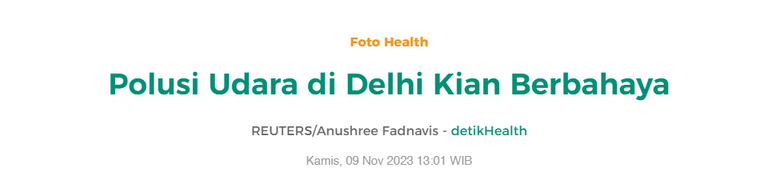 Foto Health
Polusi Udara di Delhi Kian Berbahaya
REUTERS/Anushree Fadnavis - detikHealth
Kamis, 09 Nov 2023 13:01 WIB